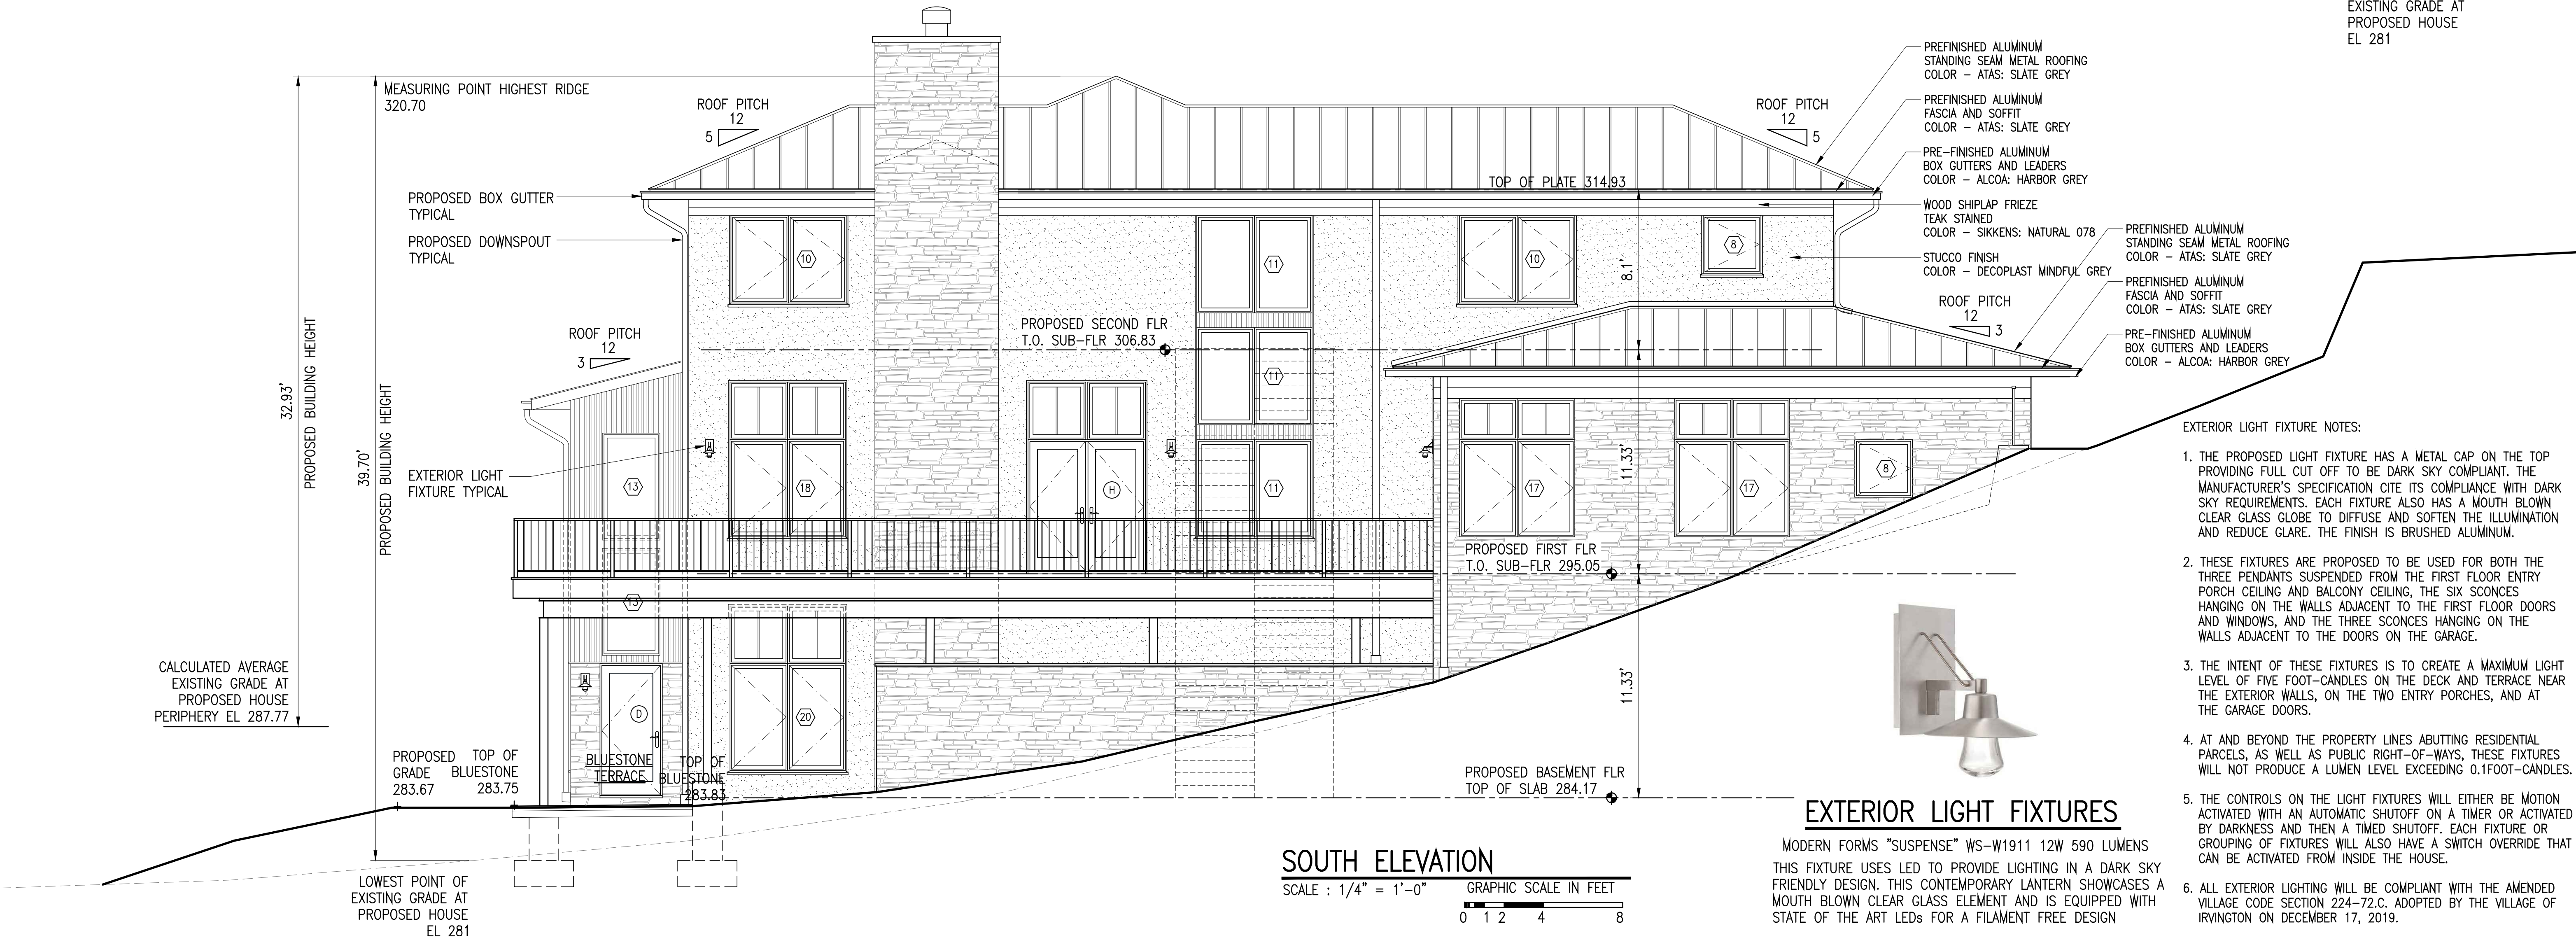 EXISTING GRADE AT
PROPOSED HOUSE
EL 281
MEASURING POINT HIGHEST RIDGE
320.70
ROOF PITCH
12
5
ROOF PITCH
12
5
PREFINISHED ALUMINUM
STANDING SEAM METAL ROOFING
COLOR – ATAS: SLATE GREY
PREFINISHED ALUMINUM
FASCIA AND SOFFIT
COLOR – ATAS: SLATE GREY
PRE–FINISHED ALUMINUM
BOX GUTTERS AND LEADERS
COLOR – ALCOA: HARBOR GREY
WOOD SHIPLAP FRIEZE
TEAK STAINED
COLOR – SIKKENS: NATURAL 078
STUCCO FINISH
COLOR – DECOPLAST MINDFUL GREY
PREFINISHED ALUMINUM
STANDING SEAM METAL ROOFING
COLOR – ATAS: SLATE GREY
PREFINISHED ALUMINUM
FASCIA AND SOFFIT
COLOR – ATAS: SLATE GREY
PRE–FINISHED ALUMINUM
BOX GUTTERS AND LEADERS
COLOR – ALCOA: HARBOR GREY
PROPOSED BOX GUTTER
TYPICAL
PROPOSED DOWNSPOUT
TYPICAL
TOP OF PLATE 314.93
10
11
10
8
8.1'
PROPOSED SECOND FLR
T.O. SUB–FLR 306.83
ROOF PITCH
12
3
ROOF PITCH
12
3
32.93'
PROPOSED BUILDING HEIGHT
39.70'
PROPOSED BUILDING HEIGHT
11
EXTERIOR LIGHT
FIXTURE TYPICAL
13
18
H
11
17
17
8
11.33'
PROPOSED FIRST FLR
T.O. SUB–FLR 295.05
13
11.33'
CALCULATED AVERAGE
EXISTING GRADE AT
PROPOSED HOUSE
PERIPHERY EL 287.77
D
20
PROPOSED
GRADE
283.67
TOP OF
BLUESTONE
283.75
BLUESTONE
TERRACE
TOP OF
BLUESTONE
283.83
PROPOSED BASEMENT FLR
TOP OF SLAB 284.17
LOWEST POINT OF
EXISTING GRADE AT
PROPOSED HOUSE
EL 281
SOUTH ELEVATION
SCALE : 1/4" = 1'–0"
GRAPHIC SCALE IN FEET
0 1 2 4 8
EXTERIOR LIGHT FIXTURES
MODERN FORMS "SUSPENSE" WS–W1911 12W 590 LUMENS
THIS FIXTURE USES LED TO PROVIDE LIGHTING IN A DARK SKY
FRIENDLY DESIGN. THIS CONTEMPORARY LANTERN SHOWCASES A
MOUTH BLOWN CLEAR GLASS ELEMENT AND IS EQUIPPED WITH
STATE OF THE ART LEDs FOR A FILAMENT FREE DESIGN
EXTERIOR LIGHT FIXTURE NOTES:
1. THE PROPOSED LIGHT FIXTURE HAS A METAL CAP ON THE TOP
PROVIDING FULL CUT OFF TO BE DARK SKY COMPLIANT. THE
MANUFACTURER'S SPECIFICATION CITE ITS COMPLIANCE WITH DARK
SKY REQUIREMENTS. EACH FIXTURE ALSO HAS A MOUTH BLOWN
CLEAR GLASS GLOBE TO DIFFUSE AND SOFTEN THE ILLUMINATION
AND REDUCE GLARE. THE FINISH IS BRUSHED ALUMINUM.
2. THESE FIXTURES ARE PROPOSED TO BE USED FOR BOTH THE
THREE PENDANTS SUSPENDED FROM THE FIRST FLOOR ENTRY
PORCH CEILING AND BALCONY CEILING, THE SIX SCONCES
HANGING ON THE WALLS ADJACENT TO THE FIRST FLOOR DOORS
AND WINDOWS, AND THE THREE SCONCES HANGING ON THE
WALLS ADJACENT TO THE DOORS ON THE GARAGE.
3. THE INTENT OF THESE FIXTURES IS TO CREATE A MAXIMUM LIGHT
LEVEL OF FIVE FOOT–CANDLES ON THE DECK AND TERRACE NEAR
THE EXTERIOR WALLS, ON THE TWO ENTRY PORCHES, AND AT
THE GARAGE DOORS.
4. AT AND BEYOND THE PROPERTY LINES ABUTTING RESIDENTIAL
PARCELS, AS WELL AS PUBLIC RIGHT–OF–WAYS, THESE FIXTURES
WILL NOT PRODUCE A LUMEN LEVEL EXCEEDING 0.1FOOT–CANDLES.
5. THE CONTROLS ON THE LIGHT FIXTURES WILL EITHER BE MOTION
ACTIVATED WITH AN AUTOMATIC SHUTOFF ON A TIMER OR ACTIVATED
BY DARKNESS AND THEN A TIMED SHUTOFF. EACH FIXTURE OR
GROUPING OF FIXTURES WILL ALSO HAVE A SWITCH OVERRIDE THAT
CAN BE ACTIVATED FROM INSIDE THE HOUSE.
6. ALL EXTERIOR LIGHTING WILL BE COMPLIANT WITH THE AMENDED
VILLAGE CODE SECTION 224–72.C. ADOPTED BY THE VILLAGE OF
IRVINGTON ON DECEMBER 17, 2019.